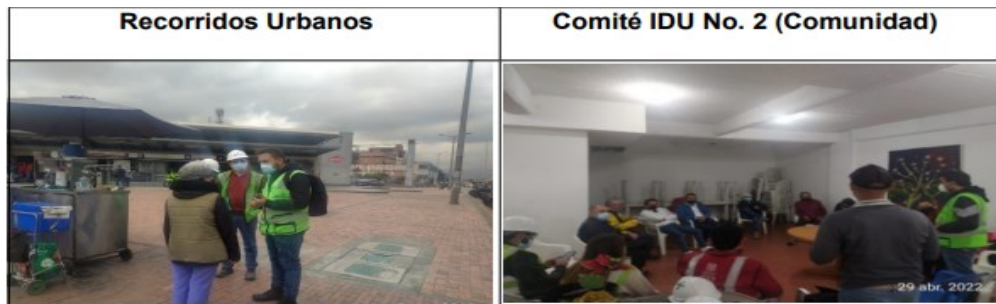 Recorridos Urbanos
Comité IDU No. 2 (Comunidad)
29 abr. 2022